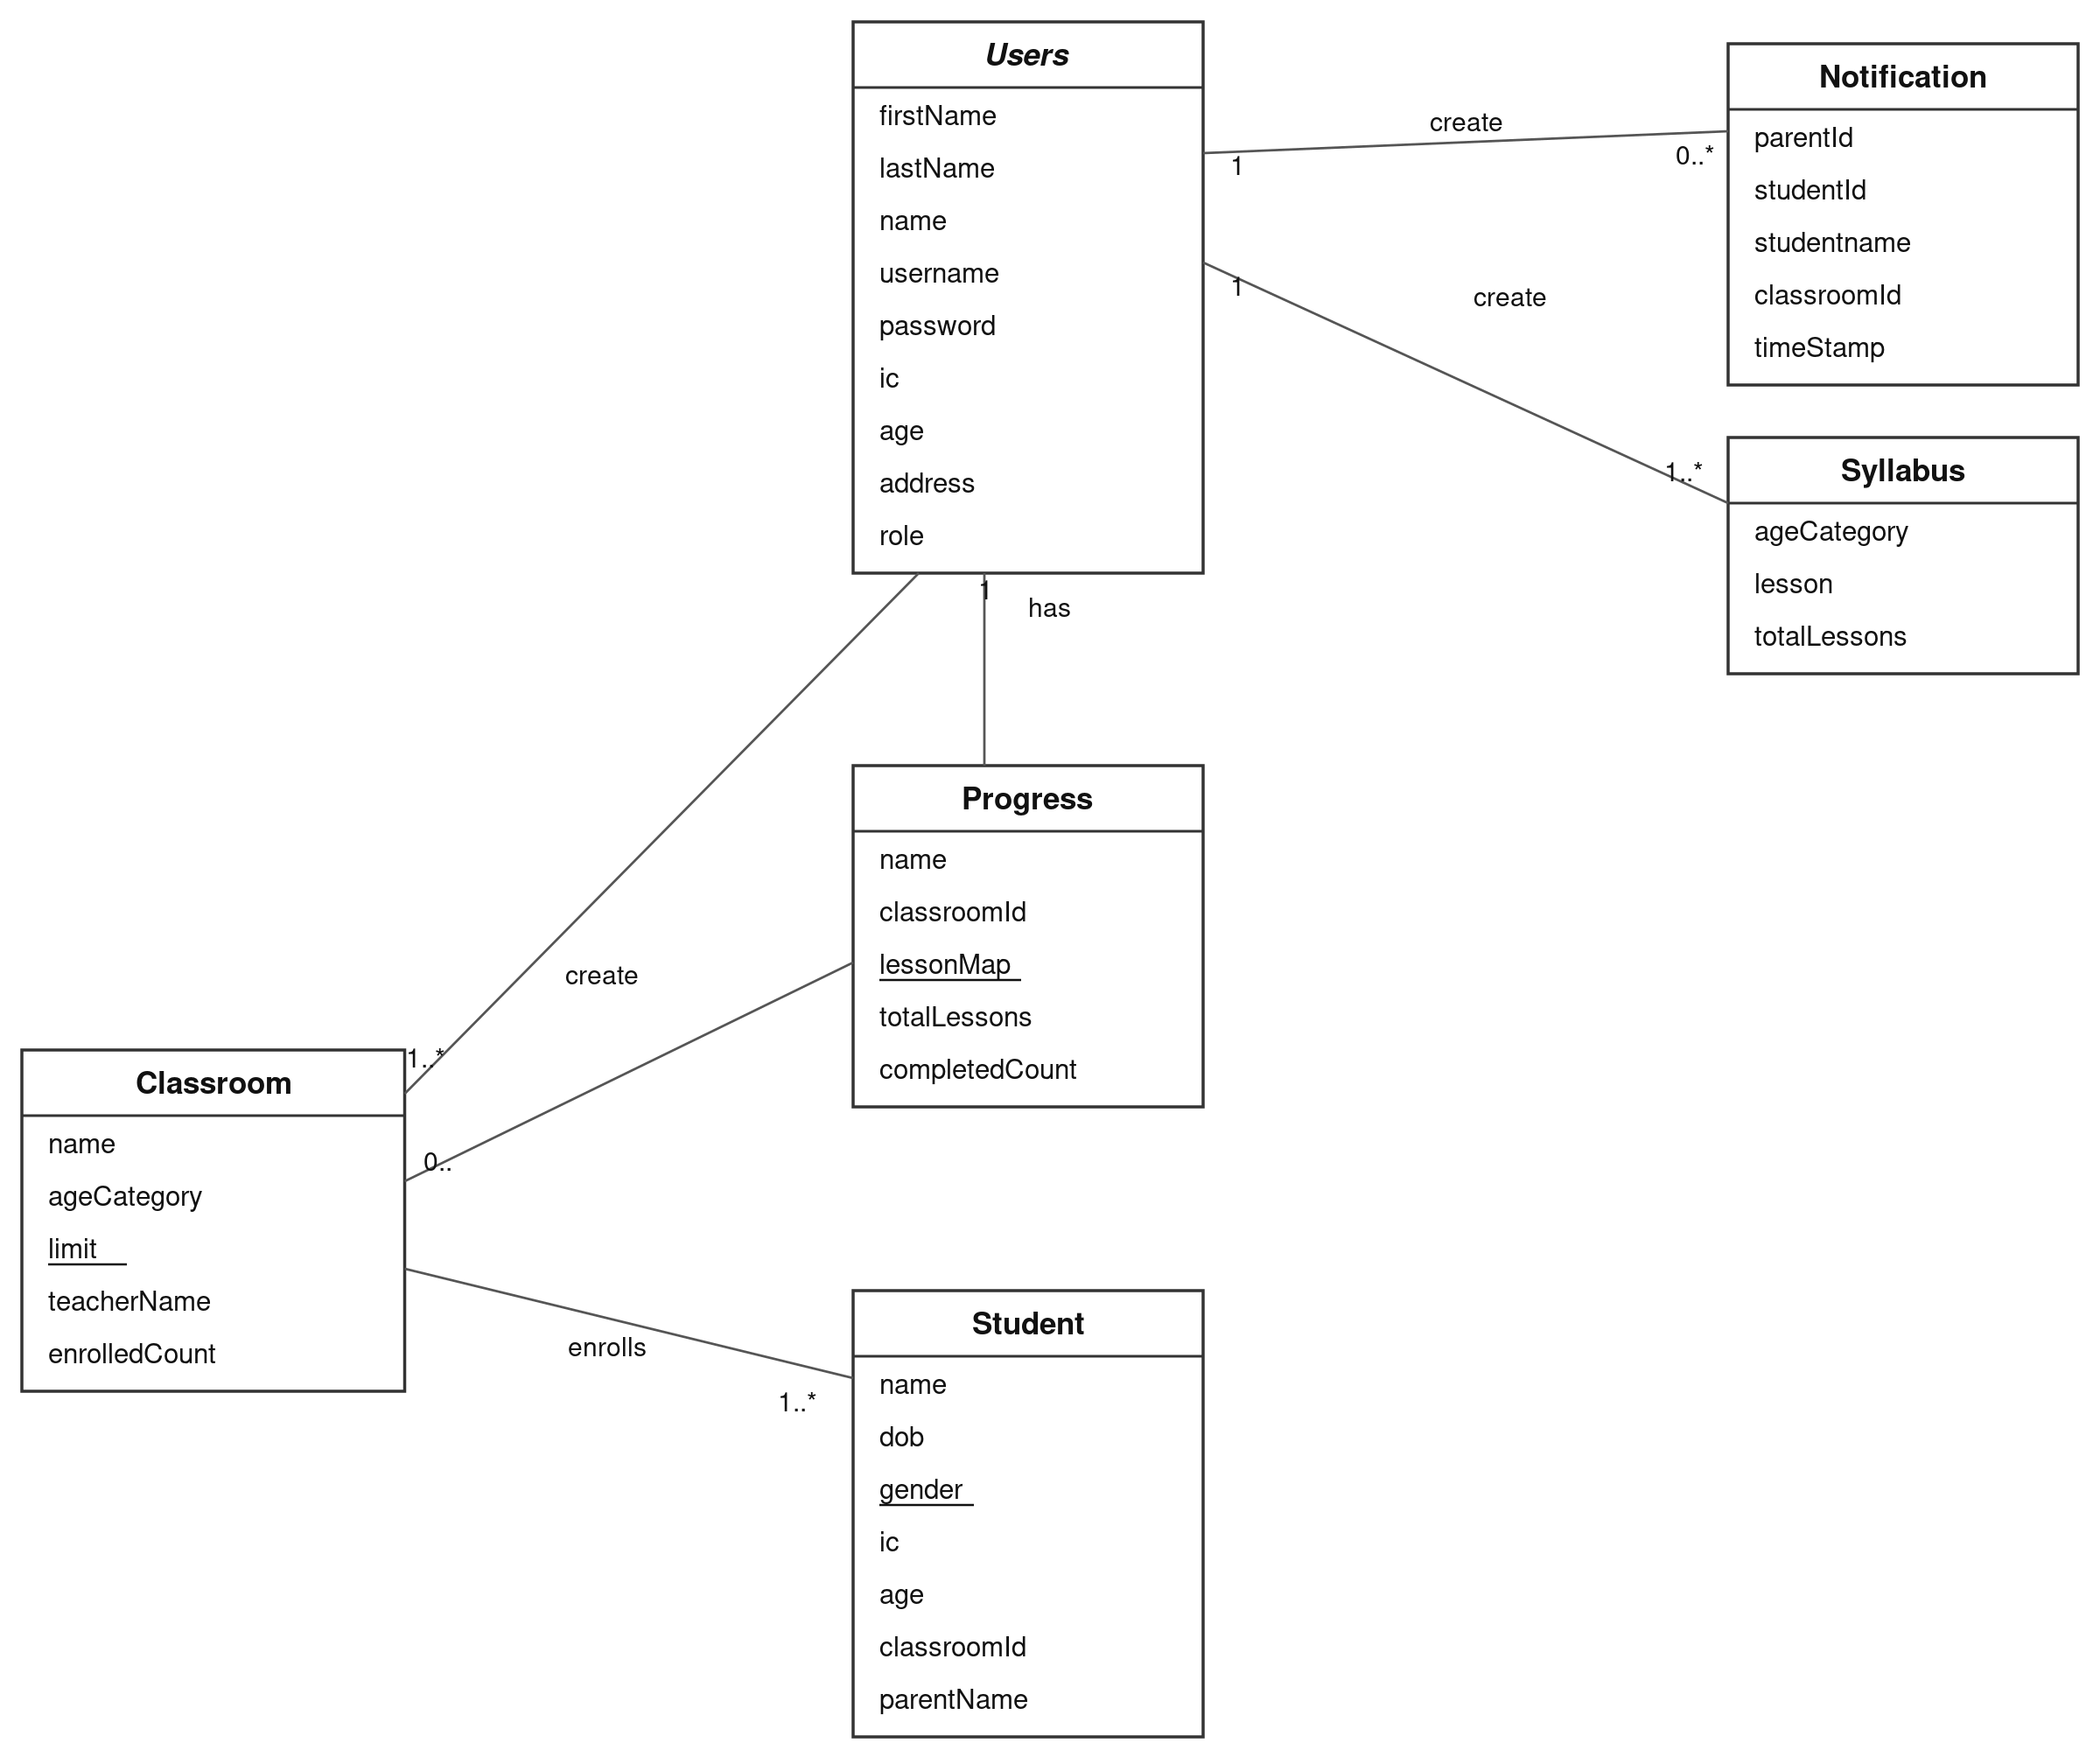 Users
firstName
lastName
name
username
password
ic
age
address
role
Notification
parentId
studentId
studentname
classroomId
timeStamp
create
1
0..*
create
1
1..*
Syllabus
ageCategory
lesson
totalLessons
1
has
Progress
name
classroomId
lessonMap
totalLessons
completedCount
create
1..*
0..
Classroom
name
ageCategory
limit
teacherName
enrolledCount
enrolls
1..*
Student
name
dob
gender
ic
age
classroomId
parentName